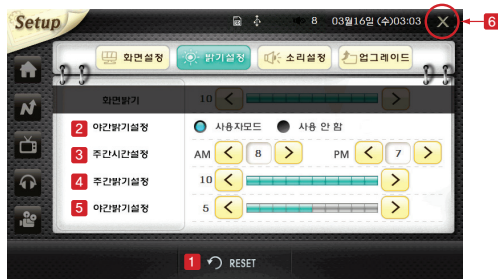 Setup 8 03월16일 (수)03:03 6
화면설정 밝기설정 소리설정 업그레이드
화면밝기 10
2 야간밝기설정 사용자모드 사용 안 함
3 주간시간설정 AM 8 PM 7
4 주간밝기설정 10
5 야간밝기설정 5
1 RESET